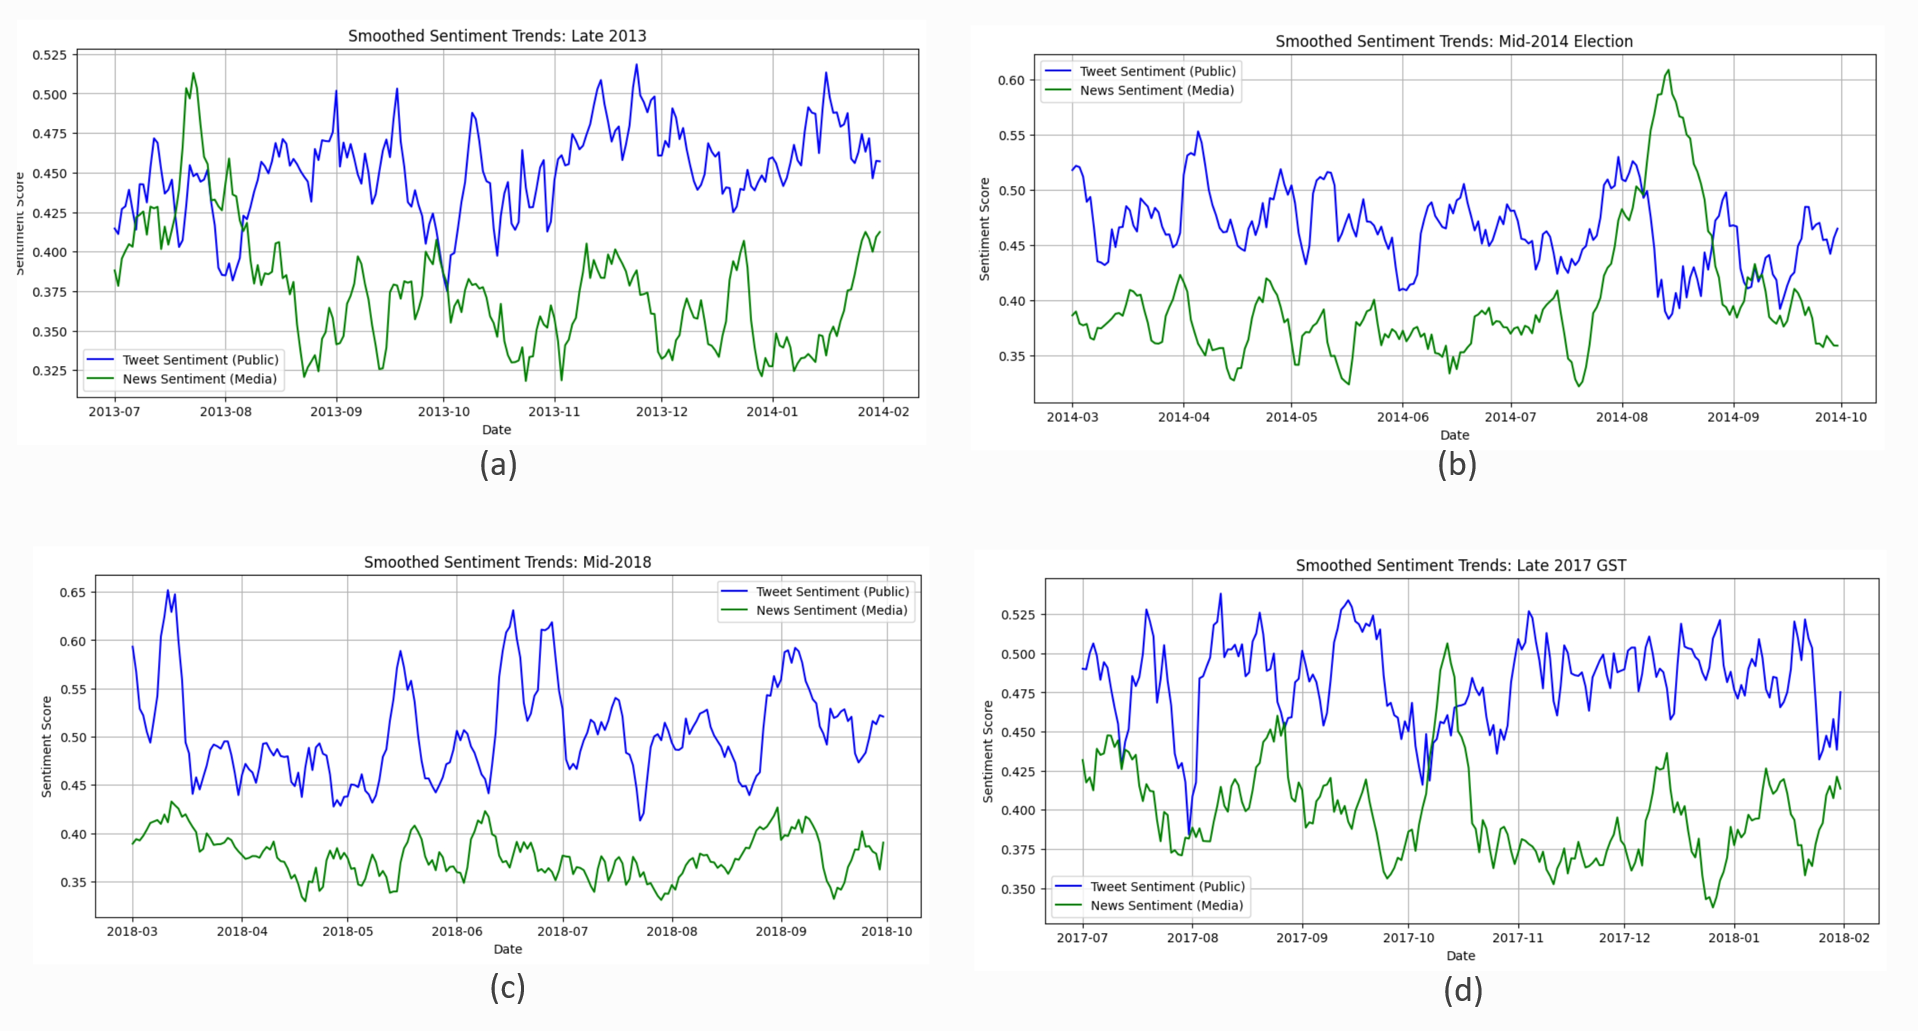 Smoothed Sentiment Trends: Late 2013
0.525
0.500
0.475
0.450
0.425
0.400
0.375
0.350
0.325
Sentiment Score
Tweet Sentiment (Public)
News Sentiment (Media)
2013-07 2013-08 2013-09 2013-10 2013-11 2013-12 2014-01 2014-02
Date
(a)
Smoothed Sentiment Trends: Mid-2014 Election
Tweet Sentiment (Public)
News Sentiment (Media)
0.60
0.55
0.50
0.45
0.40
0.35
Sentiment Score
2014-03 2014-04 2014-05 2014-06 2014-07 2014-08 2014-09 2014-10
Date
(b)
Smoothed Sentiment Trends: Mid-2018
Tweet Sentiment (Public)
News Sentiment (Media)
0.65
0.60
0.55
0.50
0.45
0.40
0.35
Sentiment Score
2018-03 2018-04 2018-05 2018-06 2018-07 2018-08 2018-09 2018-10
Date
(c)
Smoothed Sentiment Trends: Late 2017 GST
0.525
0.500
0.475
0.450
0.425
0.400
0.375
0.350
Sentiment Score
Tweet Sentiment (Public)
News Sentiment (Media)
2017-07 2017-08 2017-09 2017-10 2017-11 2017-12 2018-01 2018-02
Date
(d)